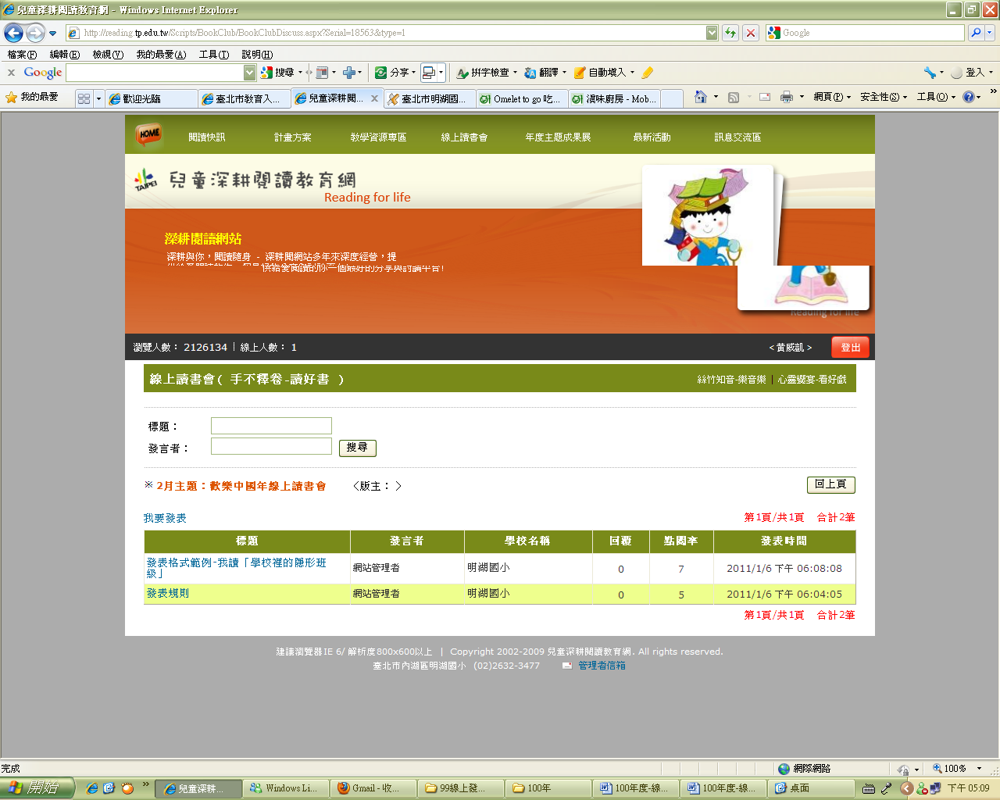 兒童深耕閱讀教育網 - Windows Internet Explorer
http://reading.tp.edu.tw/Scripts/BookClub/BookClubDiscuss.aspx?Serial=18563&type=1
Google
檔案(F) 編輯(E) 檢視(V) 我的最愛(A) 工具(T) 說明(H)
x Google 搜尋 分享 拼字檢查 翻譯 自動填入 登入
我的最愛 歡迎光臨 臺北市教育入... 兒童深耕閱... 臺北市明湖國... Omelet to go 吃... 滇味廚房 - Mob... 網頁(P) 安全性(S) 工具(O)
HOME 閱讀快訊 計畫方案 教學資源專區 線上讀書會 年度主題成果展 最新活動 訊息交流區
TAIPEI 兒童深耕閱讀教育網
Reading for life
深耕閱讀網站
深耕與你，閱讀隨身 - 深耕閱網站多年來深度經營，提
供給愛閱讀的你一個最好的分享與討論平台!
Reading for life
瀏覽人數： 2126134 | 線上人數： 1 < 黃威凱 > 登出
線上讀書會( 手不釋卷-讀好書 ) 絲竹知音-樂音樂 | 心靈饗宴-看好戲
標題：
發言者： 搜尋
※ 2月主題：歡樂中國年線上讀書會 〈版主： 〉 回上頁
我要發表 第1頁/共1頁 合計2筆
標題 發言者 學校名稱 回覆 點閱率 發表時間
發表格式範例-我讀「學校裡的隱形班
級」 網站管理者 明湖國小 0 7 2011/1/6 下午 06:08:08
發表規則 網站管理者 明湖國小 0 5 2011/1/6 下午 06:04:05
第1頁/共1頁 合計2筆
建議瀏覽器IE 6/ 解析度800x600以上 | Copyright 2002-2009 兒童深耕閱讀教育網. All rights reserved.
臺北市內湖區明湖國小 (02)2632-3477 管理者信箱
完成 網際網路 100%
開始 兒童深耕... Windows Li... Gmail - 收... 99線上發... 100年 100年度-線... 100年度-線... 桌面 下午 05:09